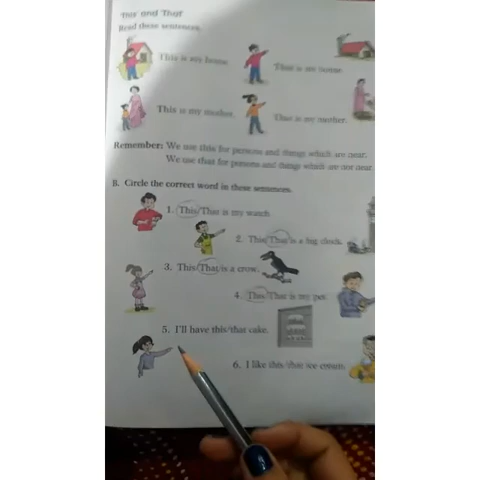 'This' and 'That'
Read these sentences.
This is my house.
That is my house.
This is my mother.
That is my mother.
Remember: We use this for persons and things which are near.
We use that for persons and things which are not near.
B. Circle the correct word in these sentences.
1. This/That is my watch.
2. This/That is a big clock.
3. This/That is a crow.
4. This/That is my pet.
5. I'll have this/that cake.
6. I like this/that ice cream.